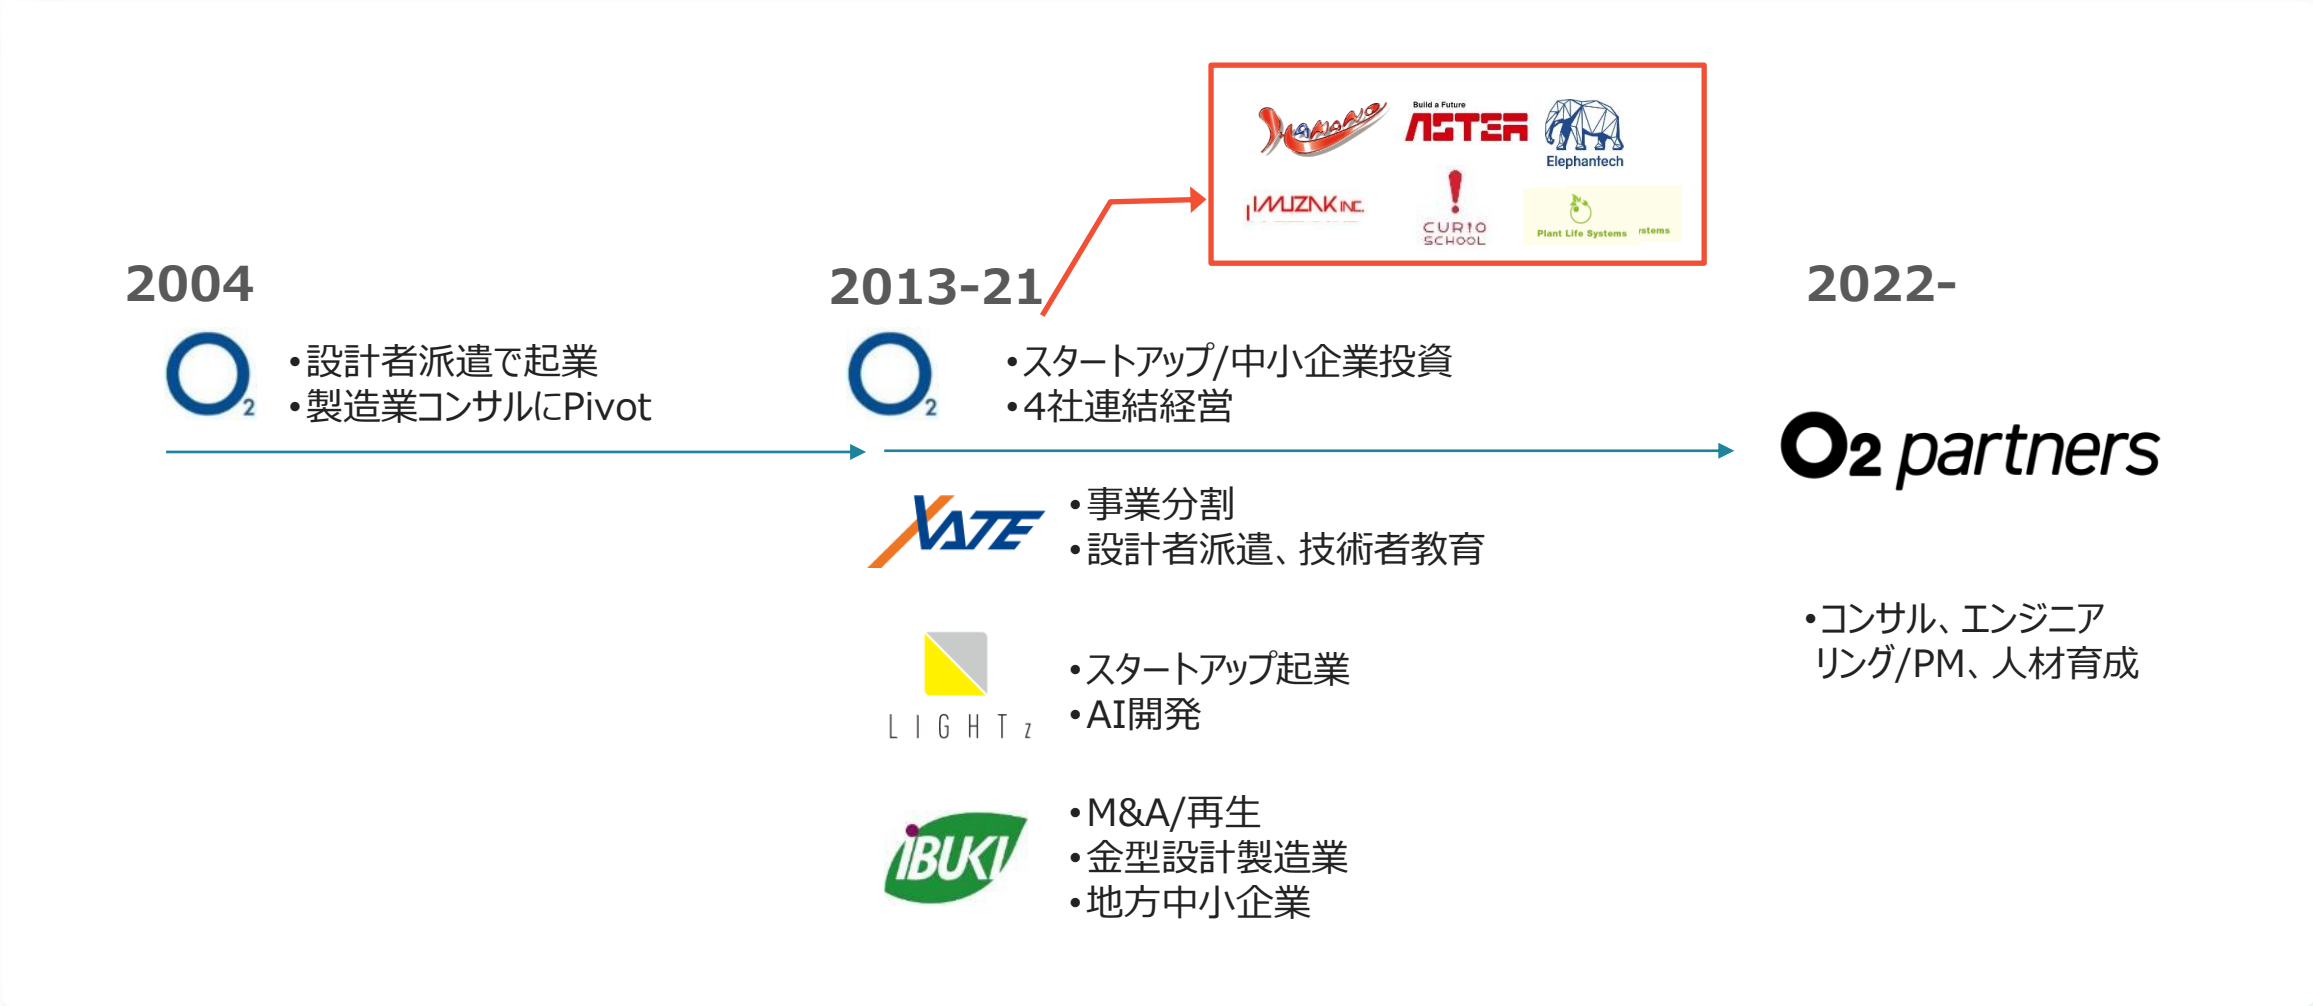 HAMANO
Build a Future
ASTER
Elephantech
IMUZAK INC.
CURIO
SCHOOL
Plant Life Systems
stems
2004
2013-21
2022-
O2
•設計者派遣で起業
•製造業コンサルにPivot
O2
•スタートアップ/中小企業投資
•4社連結経営
O2 partners
XATE
•事業分割
•設計者派遣、技術者教育
•コンサル、エンジニア
リング/PM、人材育成
LIGHTz
•スタートアップ起業
•AI開発
IBUKI
•M&A/再生
•金型設計製造業
•地方中小企業